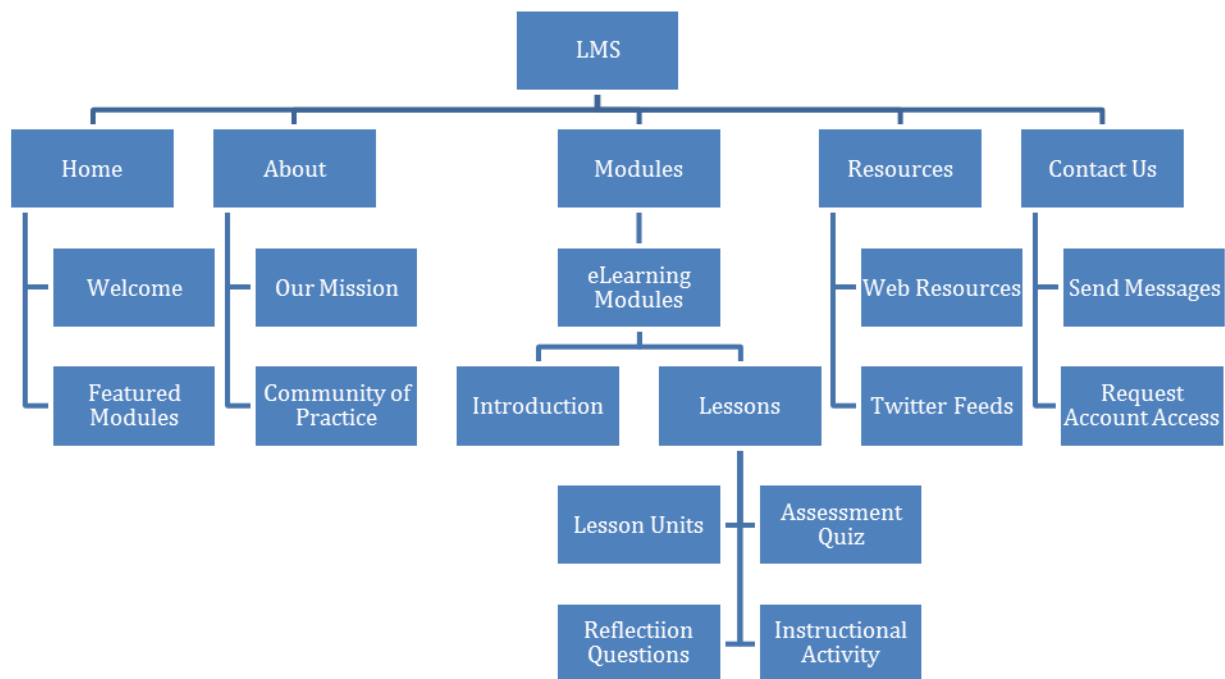 LMS
Home
About
Modules
Resources
Contact Us
Welcome
Our Mission
eLearning
Modules
Web Resources
Send Messages
Featured
Modules
Community of
Practice
Introduction
Lessons
Twitter Feeds
Request
Account Access
Lesson Units
Assessment
Quiz
Reflectiion
Questions
Instructional
Activity